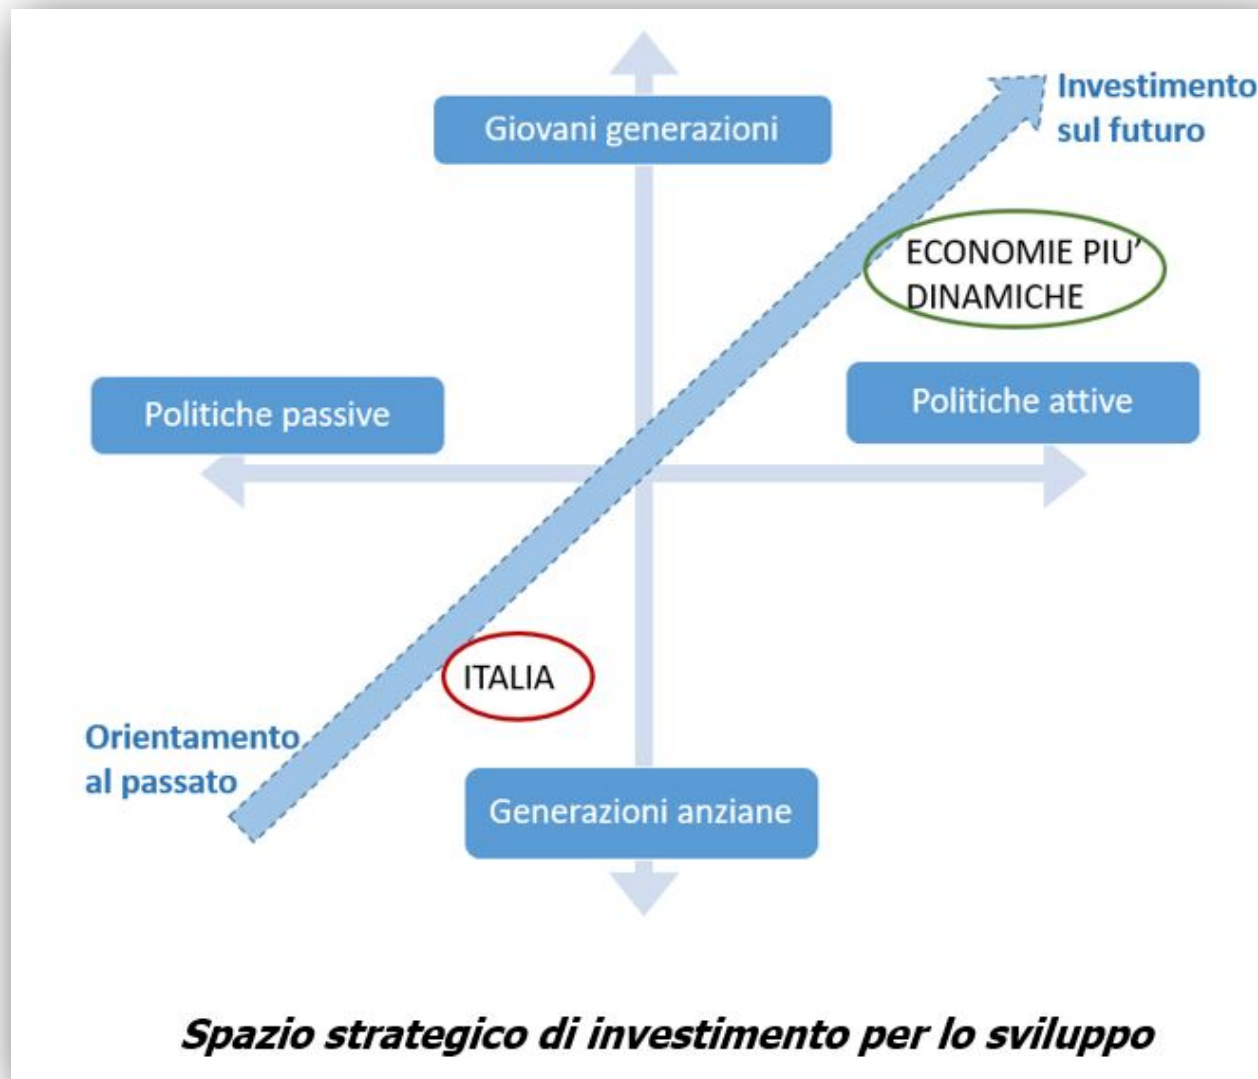 Giovani generazioni
Investimento
sul futuro
ECONOMIE PIU’
DINAMICHE
Politiche passive
Politiche attive
ITALIA
Orientamento
al passato
Generazioni anziane
Spazio strategico di investimento per lo sviluppo